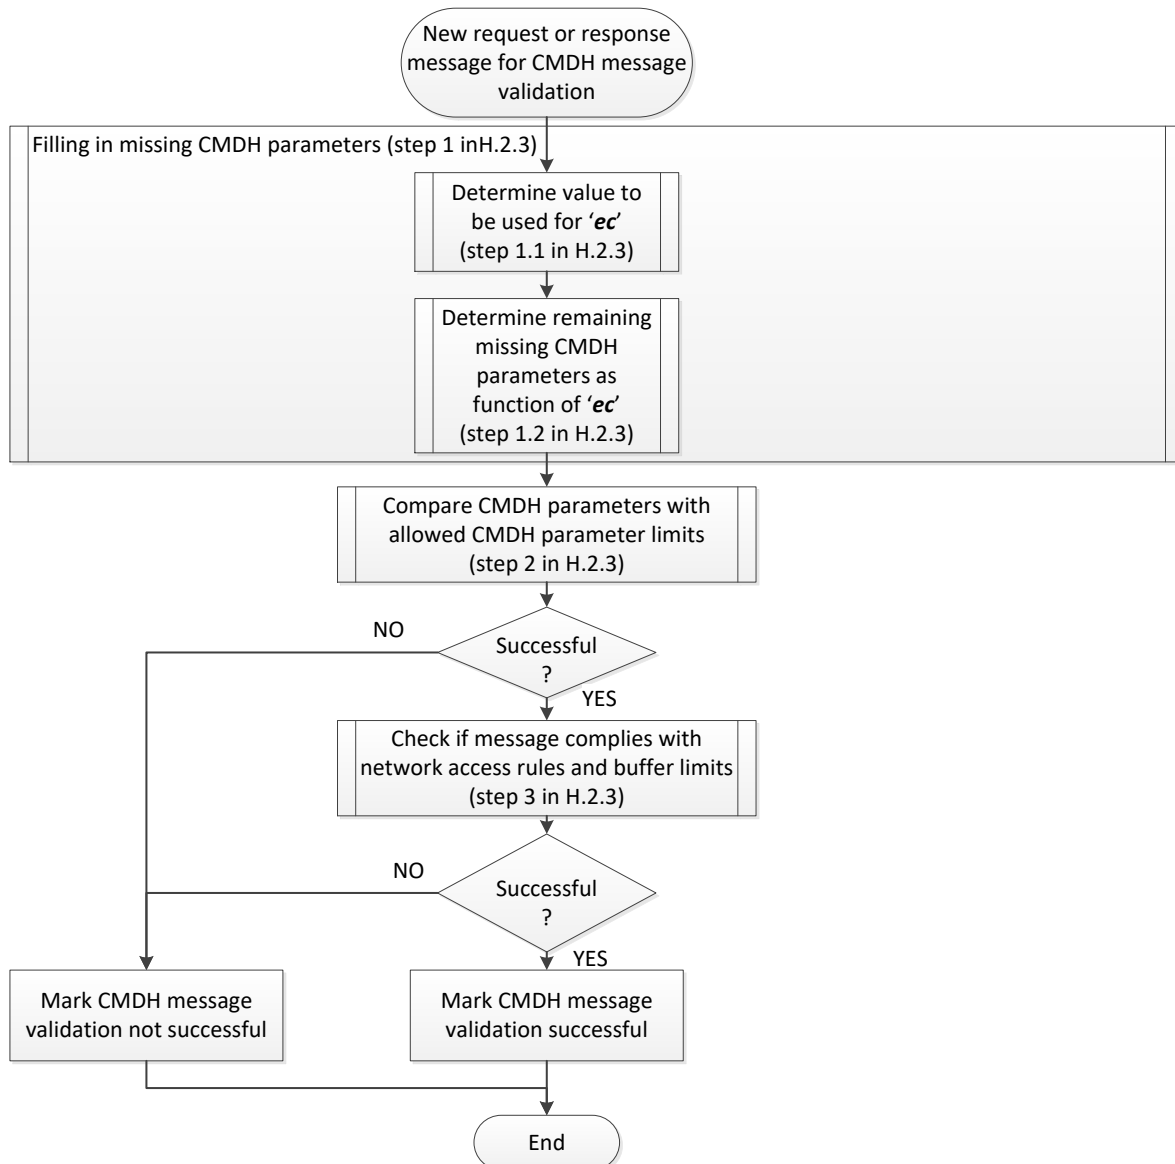 New request or response
message for CMDH message
validation
Filling in missing CMDH parameters (step 1 inH.2.3)
Determine value to
be used for ‘ec’
(step 1.1 in H.2.3)
Determine remaining
missing CMDH
parameters as
function of ‘ec’
(step 1.2 in H.2.3)
Compare CMDH parameters with
allowed CMDH parameter limits
(step 2 in H.2.3)
NO
Successful
?
YES
Check if message complies with
network access rules and buffer limits
(step 3 in H.2.3)
NO
Successful
?
YES
Mark CMDH message
validation not successful
Mark CMDH message
validation successful
End